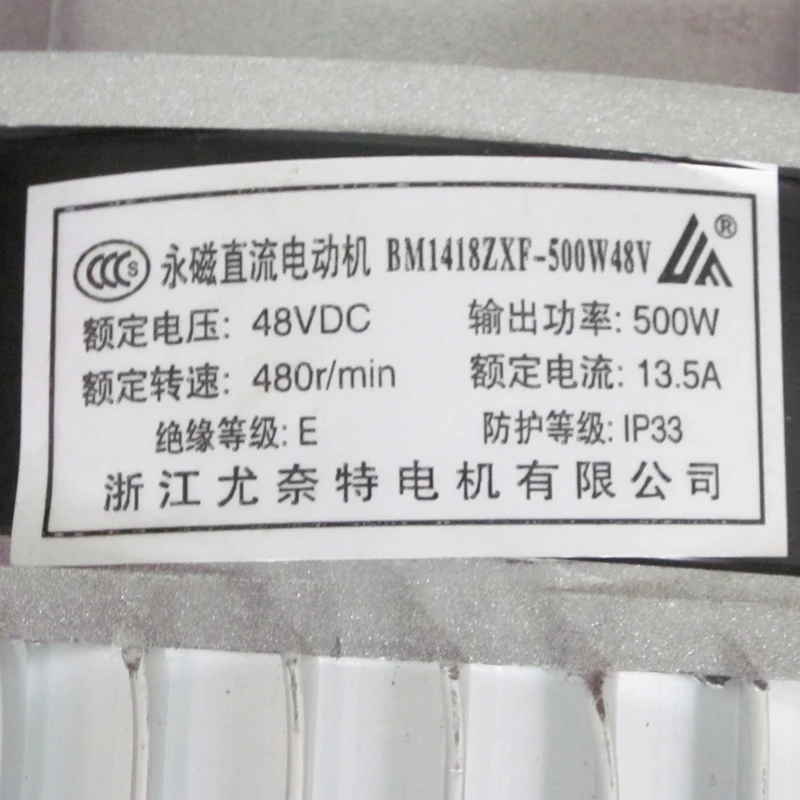 CCC S 永磁直流电动机 BM1418ZXF-500W48V ®
额定电压: 48VDC 输出功率: 500W
额定转速: 480r/min 额定电流: 13.5A
绝缘等级: E 防护等级: IP33
浙江尤奈特电机有限公司